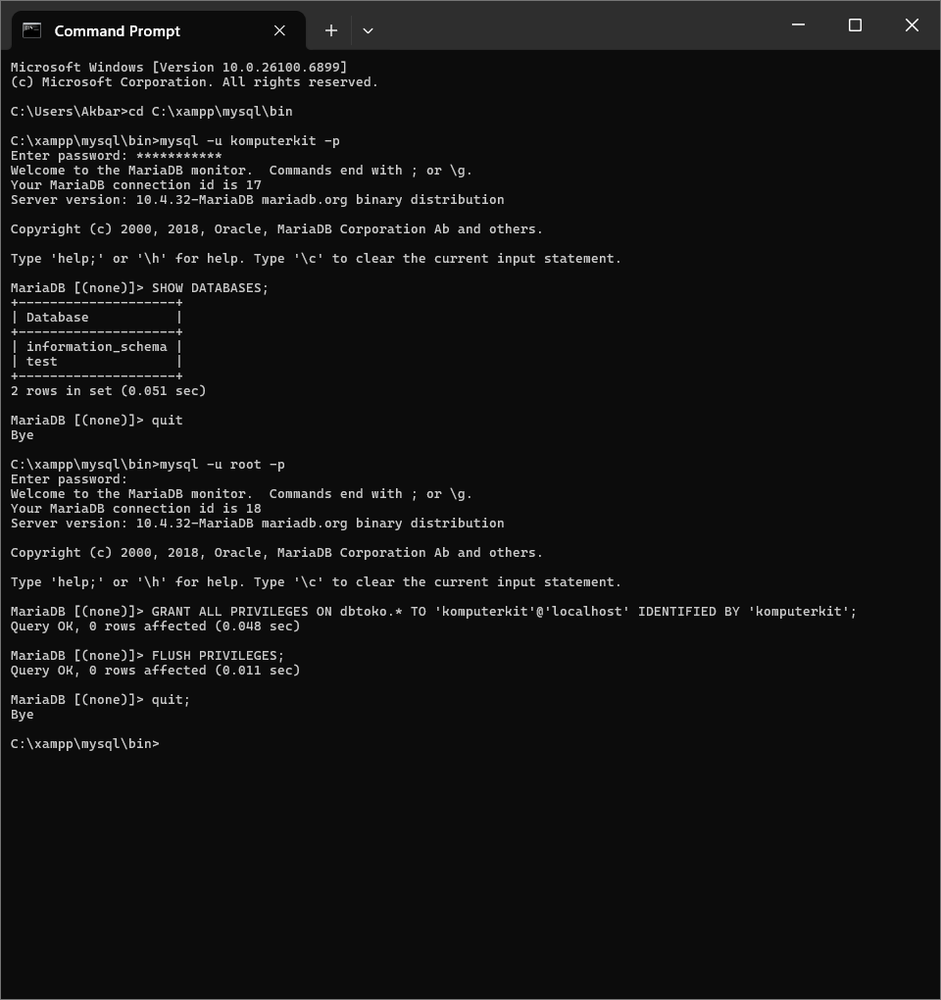 Command Prompt
Microsoft Windows [Version 10.0.26100.6899]
(c) Microsoft Corporation. All rights reserved.
C:\Users\Akbar>cd C:\xampp\mysql\bin
C:\xampp\mysql\bin>mysql -u komputerkit -p
Enter password: ***********
Welcome to the MariaDB monitor.  Commands end with ; or \g.
Your MariaDB connection id is 17
Server version: 10.4.32-MariaDB mariadb.org binary distribution
Copyright (c) 2000, 2018, Oracle, MariaDB Corporation Ab and others.
Type 'help;' or '\h' for help. Type '\c' to clear the current input statement.
MariaDB [(none)]> SHOW DATABASES;
+--------------------+
| Database           |
+--------------------+
| information_schema |
| test               |
+--------------------+
2 rows in set (0.051 sec)
MariaDB [(none)]> quit
Bye
C:\xampp\mysql\bin>mysql -u root -p
Enter password:
Welcome to the MariaDB monitor.  Commands end with ; or \g.
Your MariaDB connection id is 18
Server version: 10.4.32-MariaDB mariadb.org binary distribution
Copyright (c) 2000, 2018, Oracle, MariaDB Corporation Ab and others.
Type 'help;' or '\h' for help. Type '\c' to clear the current input statement.
MariaDB [(none)]> GRANT ALL PRIVILEGES ON dbtoko.* TO 'komputerkit'@'localhost' IDENTIFIED BY 'komputerkit';
Query OK, 0 rows affected (0.048 sec)
MariaDB [(none)]> FLUSH PRIVILEGES;
Query OK, 0 rows affected (0.011 sec)
MariaDB [(none)]> quit;
Bye
C:\xampp\mysql\bin>